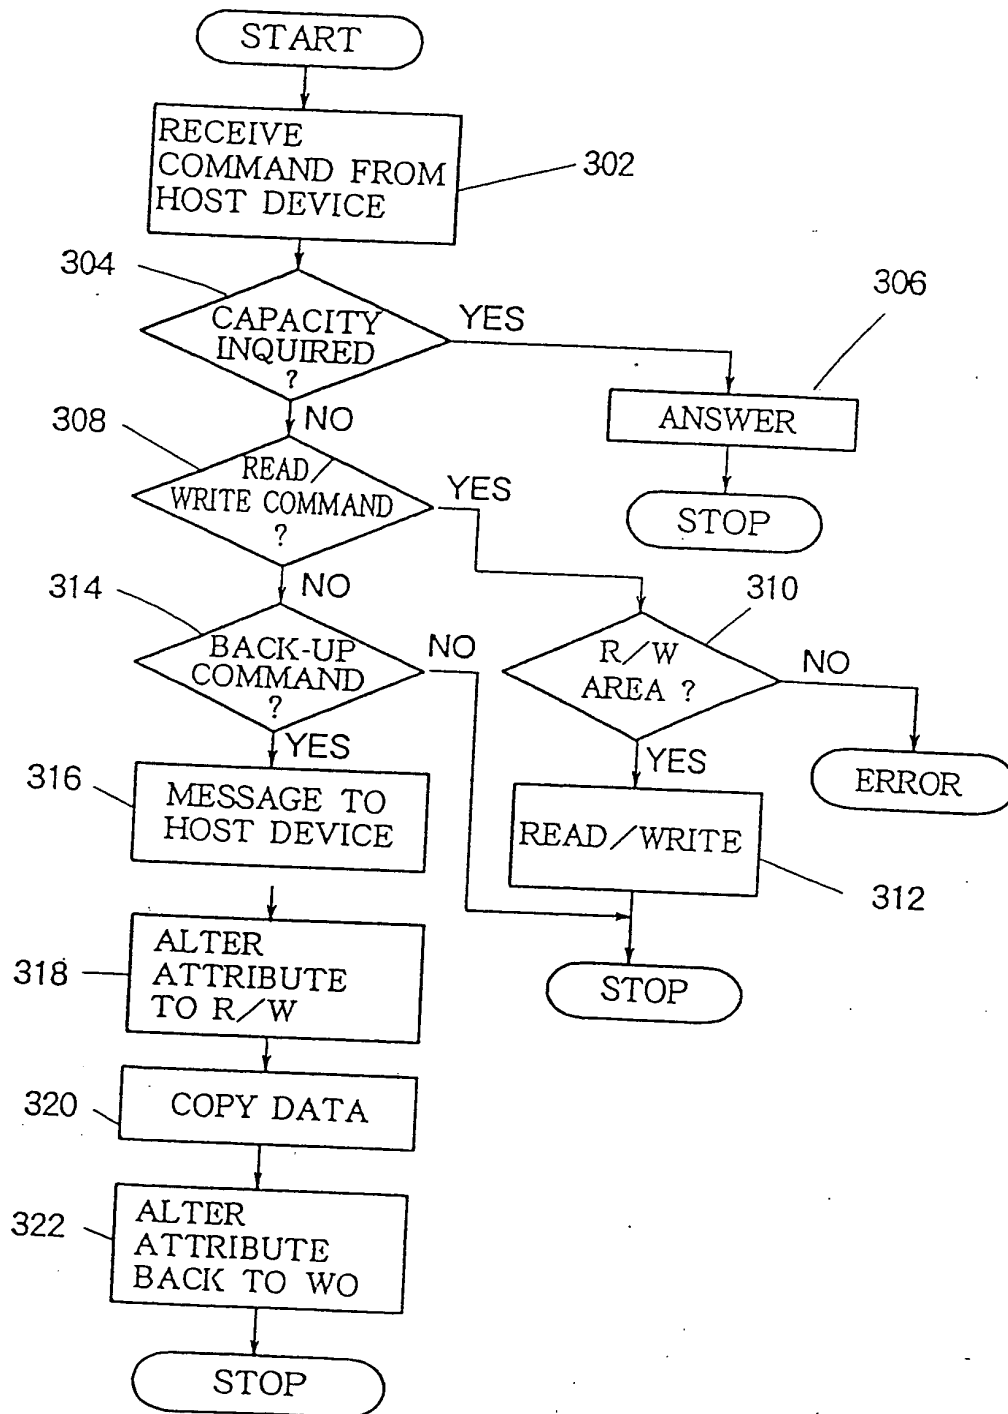 START
RECEIVE
COMMAND FROM
HOST DEVICE
302
304
CAPACITY
INQUIRED
?
YES
306
ANSWER
NO
STOP
308
READ/
WRITE COMMAND
?
YES
NO
314
BACK-UP
COMMAND
?
NO
310
R/W
AREA ?
NO
ERROR
YES
YES
316
MESSAGE TO
HOST DEVICE
READ/WRITE
312
STOP
318
ALTER
ATTRIBUTE
TO R/W
320
COPY DATA
322
ALTER
ATTRIBUTE
BACK TO WO
STOP